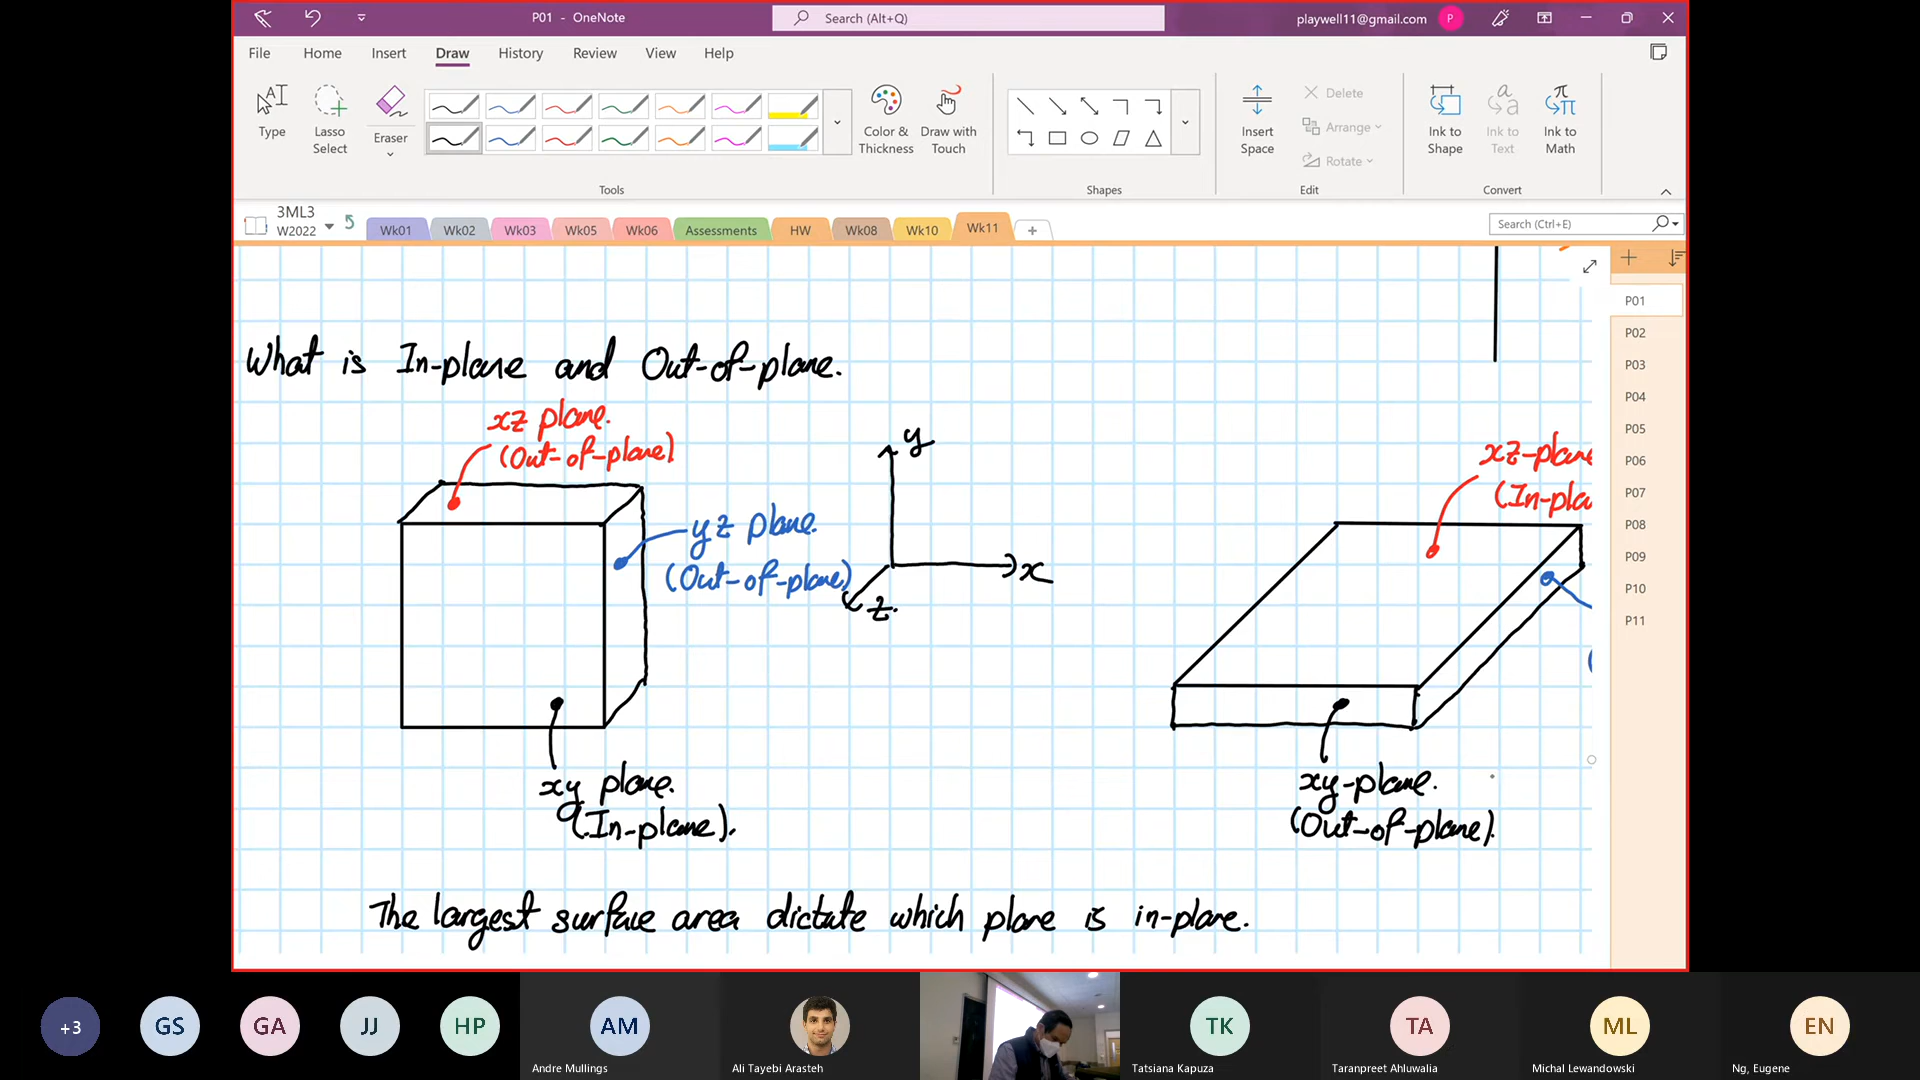 P01 - OneNote
Search (Alt+Q)
playwell11@gmail.com
P
File Home Insert Draw History Review View Help
Type
Lasso Select
Eraser
Color & Thickness
Draw with Touch
Insert Space
Delete
Arrange
Rotate
Ink to Shape
Ink to Text
Ink to Math
Tools
Shapes
Edit
Convert
3ML3
W2022
Wk01 Wk02 Wk03 Wk05 Wk06 Assessments HW Wk08 Wk10 Wk11
Search (Ctrl+E)
P01
P02
P03
P04
P05
P06
P07
P08
P09
P10
P11
What is In-plane and Out-of-plane.
xz plane.
(Out-of-plane)
yz plane.
(Out-of-plane)
y
x
z.
xy plane.
(In-plane).
xz-plane
(In-pla
xy-plane.
(Out-of-plane).
The largest surface area dictate which plane is in-plane.
+3
GS
GA
JJ
HP
AM
Andre Mullings
Ali Tayebi Arasteh
TK
Tatsiana Kapuza
TA
Taranpreet Ahluwalia
ML
Michal Lewandowski
EN
Ng, Eugene